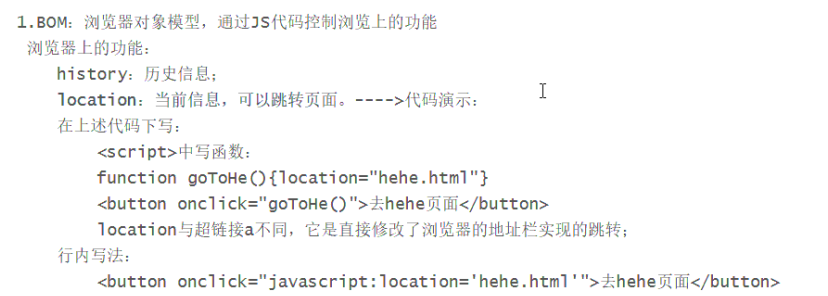 1.BOM：浏览器对象模型，通过JS代码控制浏览上的功能
浏览器上的功能：
history：历史信息；
location：当前信息，可以跳转页面。---->代码演示：
在上述代码下写：
<script>中写函数：
function goToHe(){location="hehe.html"}
<button onclick="goToHe()">去hehe页面</button>
location与超链接a不同，它是直接修改了浏览器的地址栏实现的跳转；
行内写法：
<button onclick="javascript:location='hehe.html'">去hehe页面</button>